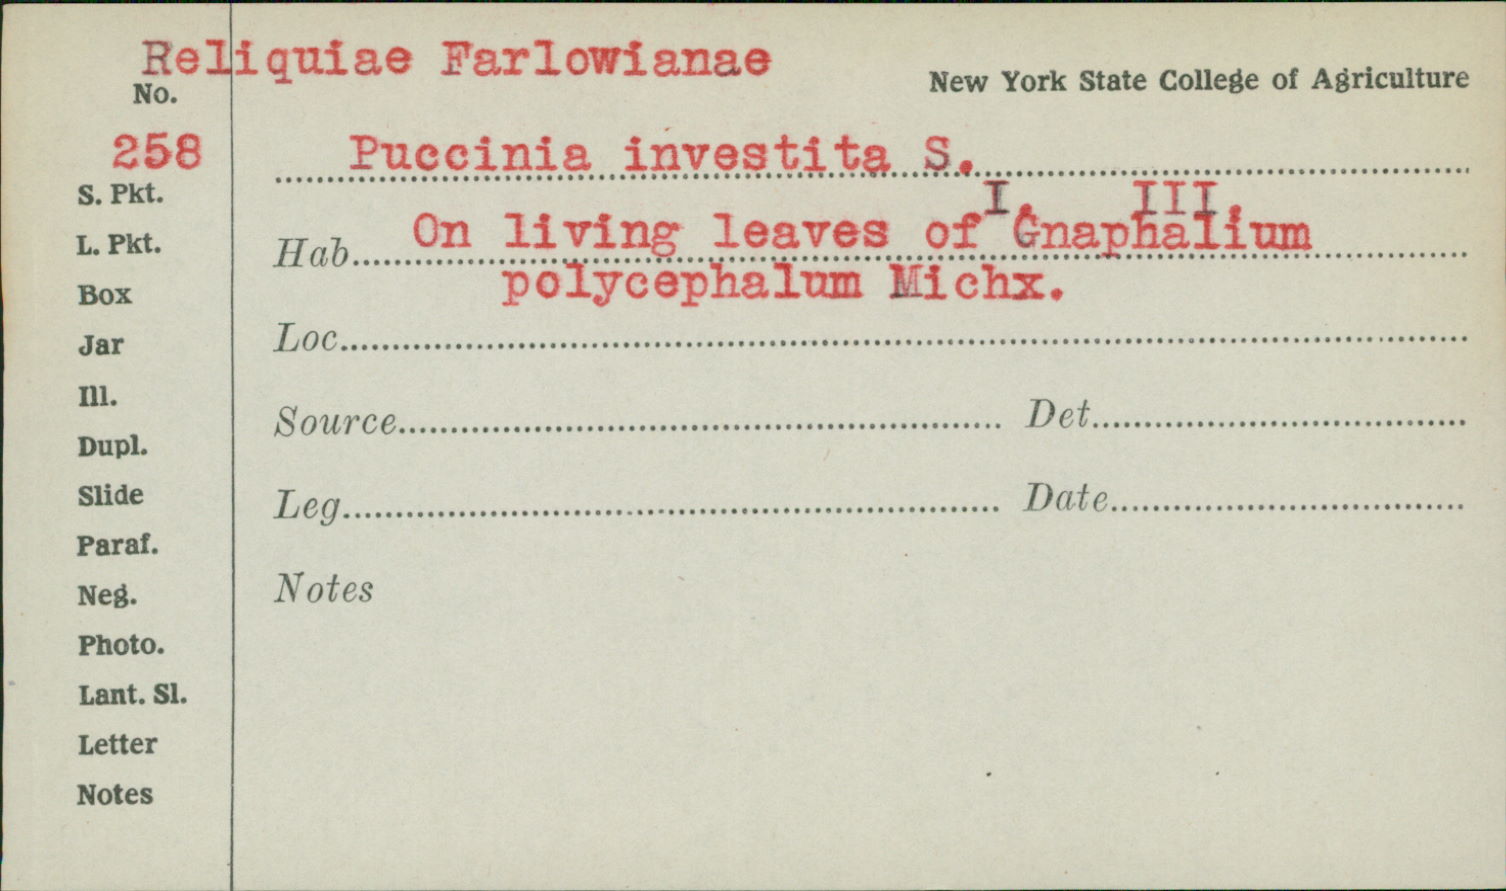 Reliquiae Farlowianae
New York State College of Agriculture
No.
258
Puccinia investita S.
I. III.
S. Pkt.
Hab. On living leaves of Gnaphalium
polycephalum Michx.
L. Pkt.
Box
Loc.
Jar
Ill.
Source Det.
Dupl.
Slide
Leg. Date
Paraf.
Neg.
Notes
Photo.
Lant. Sl.
Letter
Notes